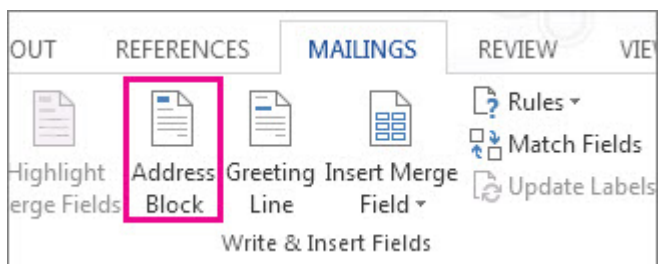 OUT REFERENCES MAILINGS REVIEW VIE
Highlight
erge Fields
Address
Block
Greeting
Line
Insert Merge
Field
Rules
Match Fields
Update Labels
Write & Insert Fields